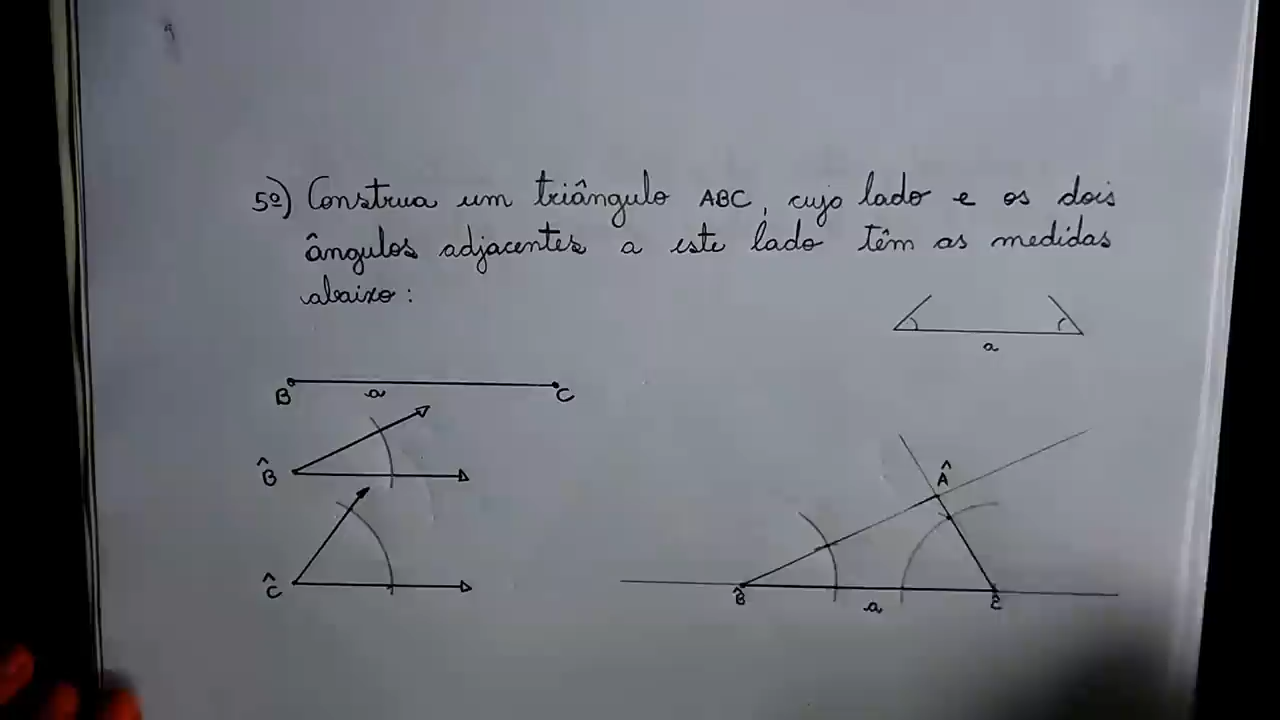 5º) Construa um triângulo ABC, cujo lado e os dois
ângulos adjacentes a este lado têm as medidas
abaixo:
a
B a C
B̂
Ĉ
Â
B̂ a Ĉ